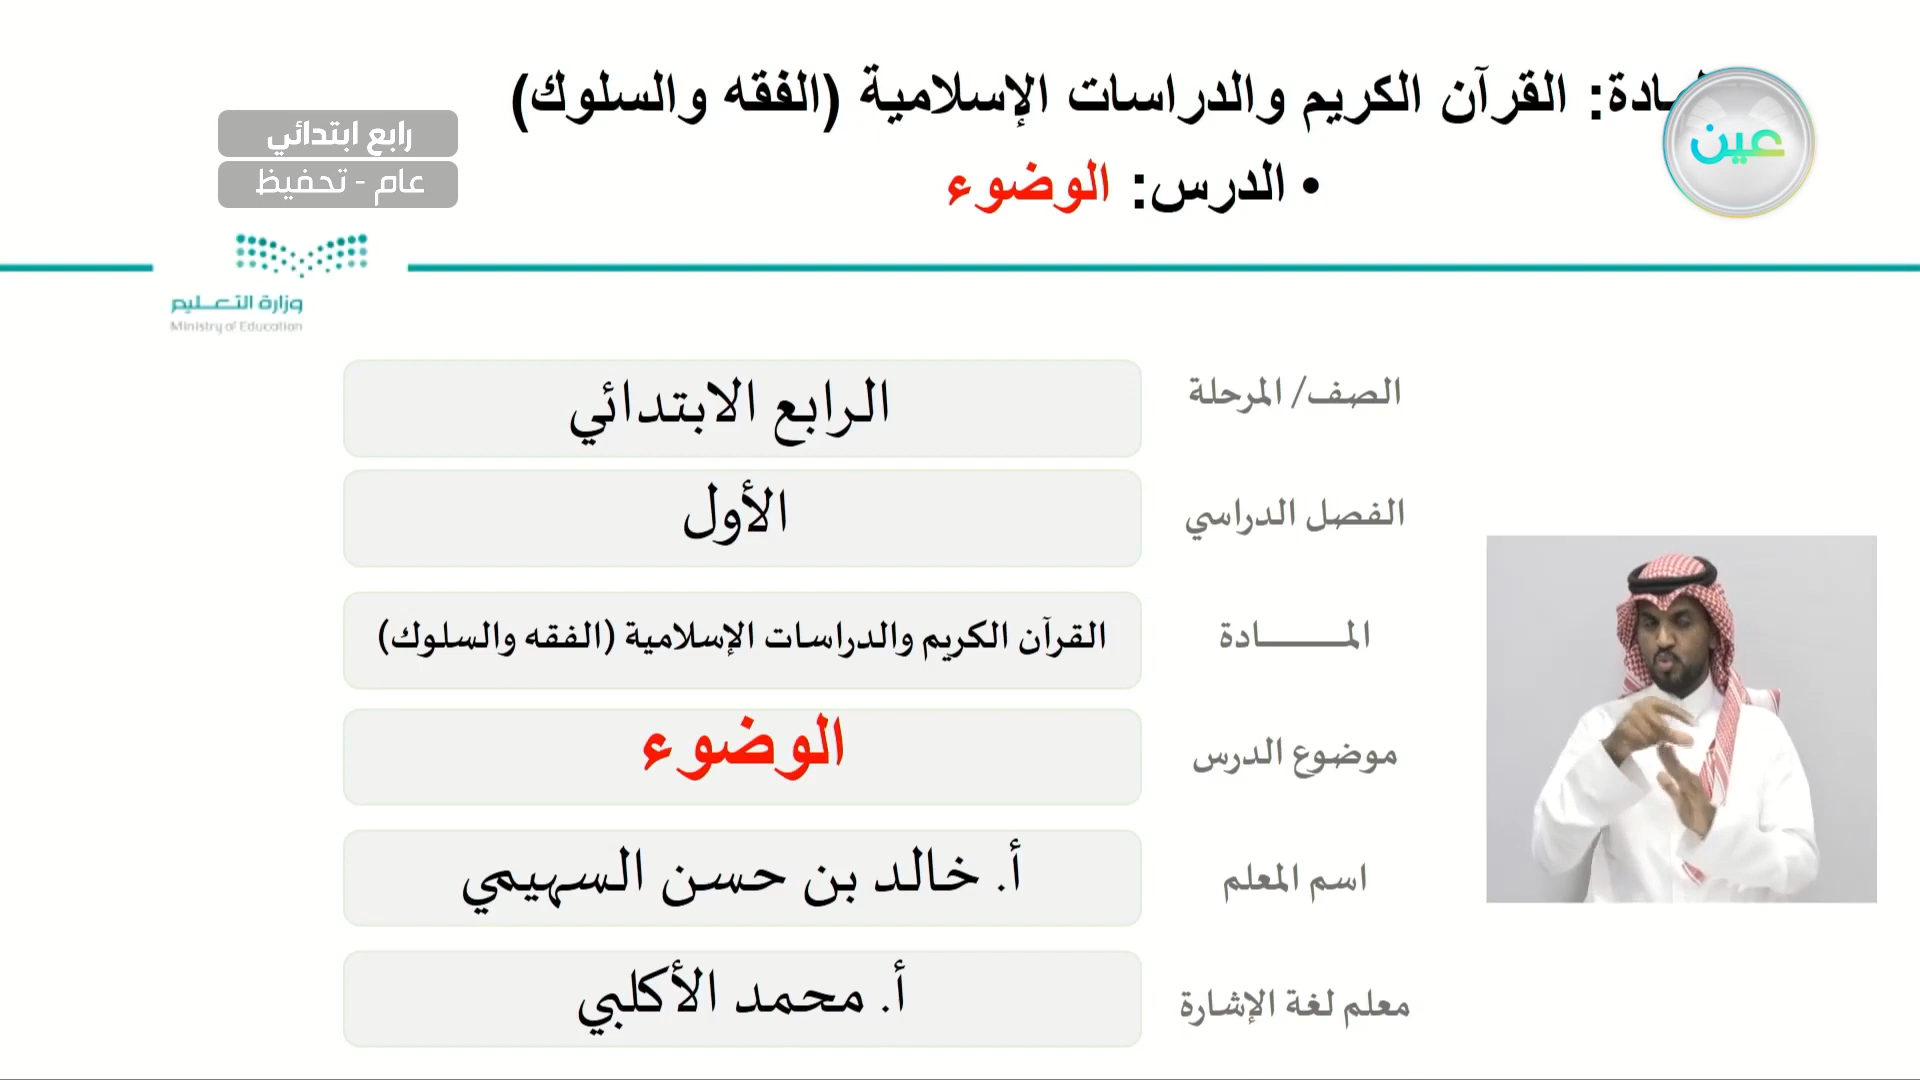 المادة: القرآن الكريم والدراسات الإسلامية (الفقه والسلوك)
• الدرس: الوضوء
عين
رابع ابتدائي
عام - تحفيظ
وزارة التعـــليم
Ministry of Education
الصف/ المرحلة
الرابع الابتدائي
الفصل الدراسي
الأول
المـــــــادة
القرآن الكريم والدراسات الإسلامية (الفقه والسلوك)
موضوع الدرس
الوضوء
اسم المعلم
أ. خالد بن حسن السهيمي
معلم لغة الإشارة
أ. محمد الأكلبي